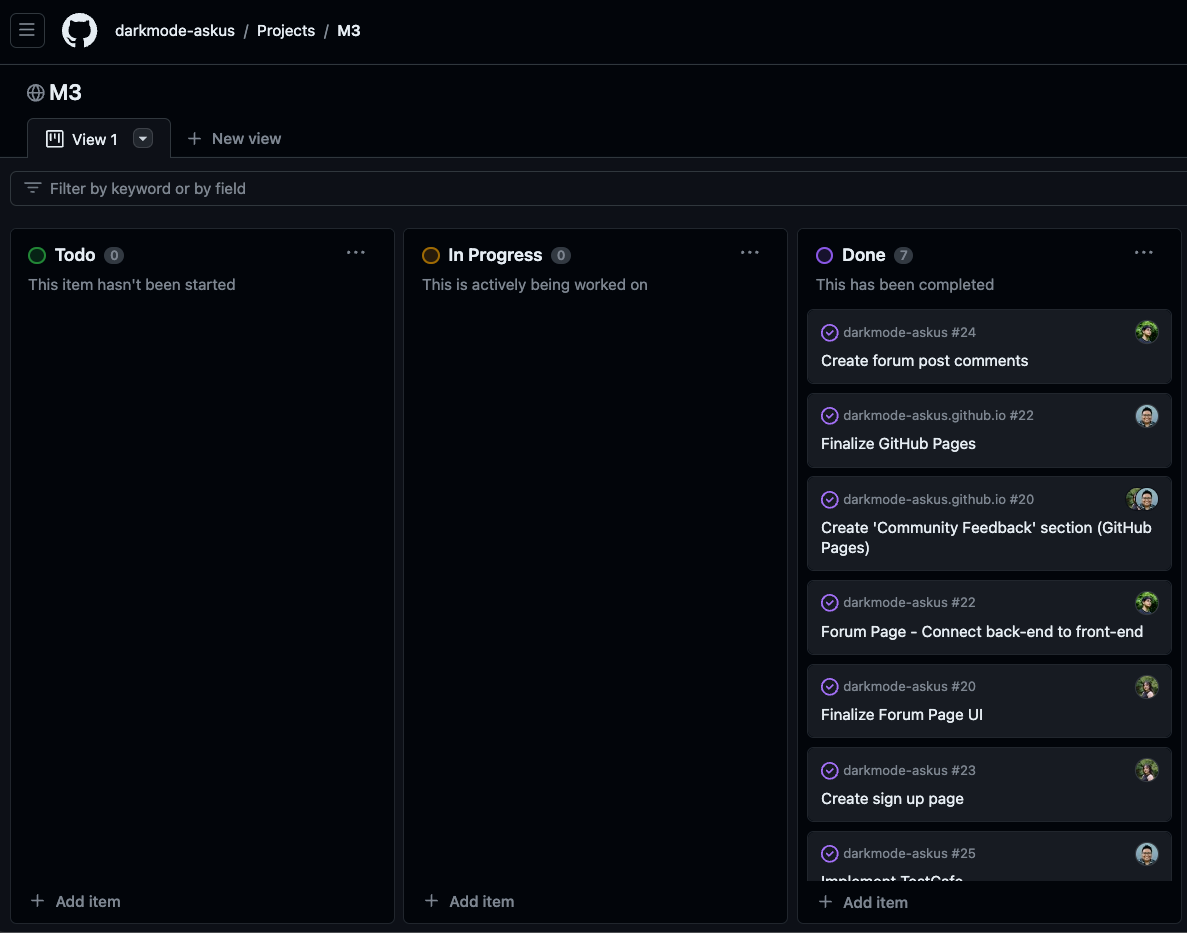 darkmode-askus / Projects / M3
M3
View 1
New view
Filter by keyword or by field
Todo 0
This item hasn't been started
Add item
In Progress 0
This is actively being worked on
Add item
Done 7
This has been completed
darkmode-askus #24
Create forum post comments
darkmode-askus.github.io #22
Finalize GitHub Pages
darkmode-askus.github.io #20
Create 'Community Feedback' section (GitHub
Pages)
darkmode-askus #22
Forum Page - Connect back-end to front-end
darkmode-askus #20
Finalize Forum Page UI
darkmode-askus #23
Create sign up page
darkmode-askus #25
Implement TestCafe
Add item